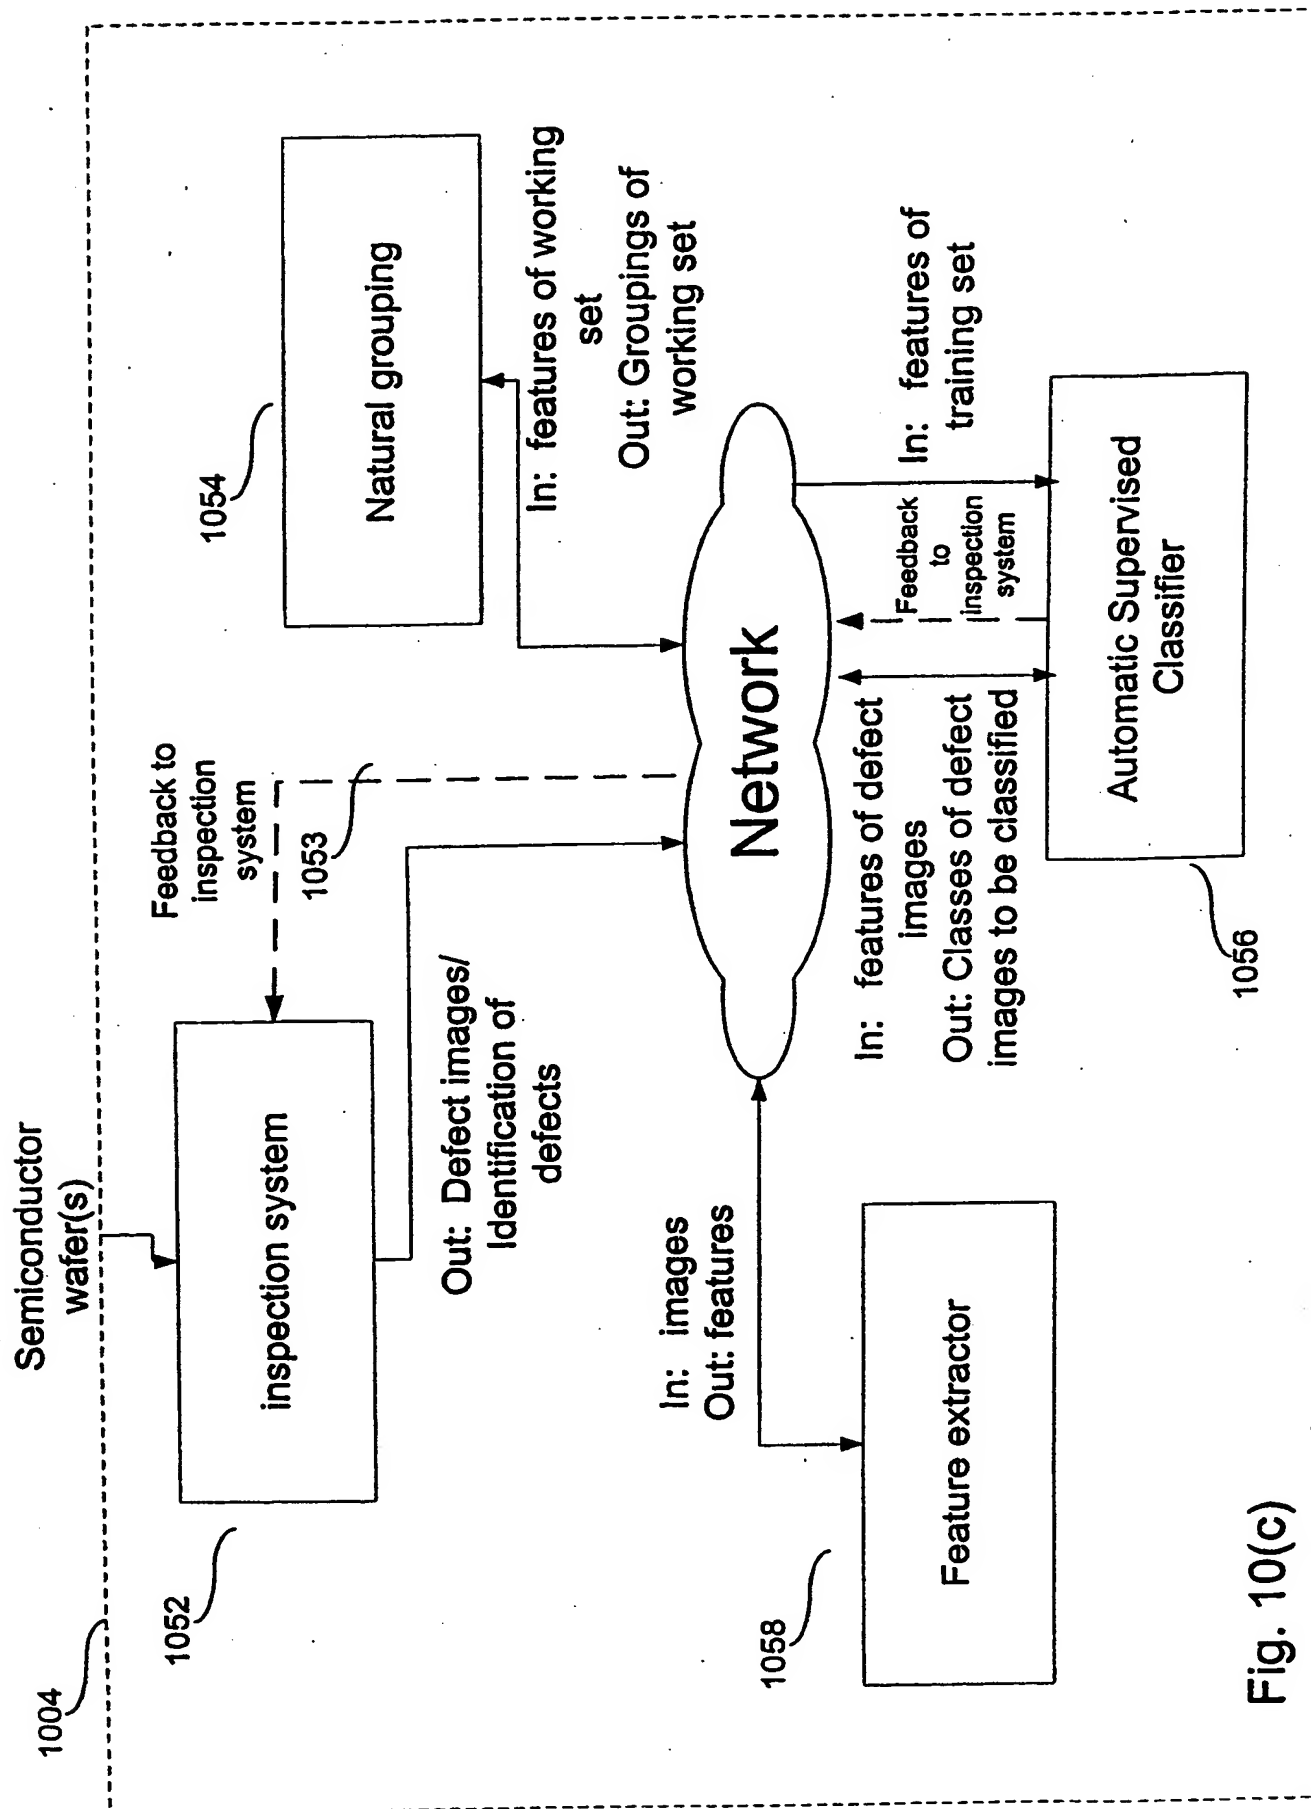 1004
Semiconductor
wafer(s)
1052
inspection system
Feedback to
inspection
system
1053
1054
Natural grouping
Out: Defect images/
Identification of
defects
In: features of working
set
Out: Groupings of
working set
In: images
Out: features
Network
1058
Feature extractor
In: features of defect
images
Out: Classes of defect
images to be classified
Feedback
to
inspection
system
In: features of
training set
1056
Automatic Supervised
Classifier
Fig. 10(c)